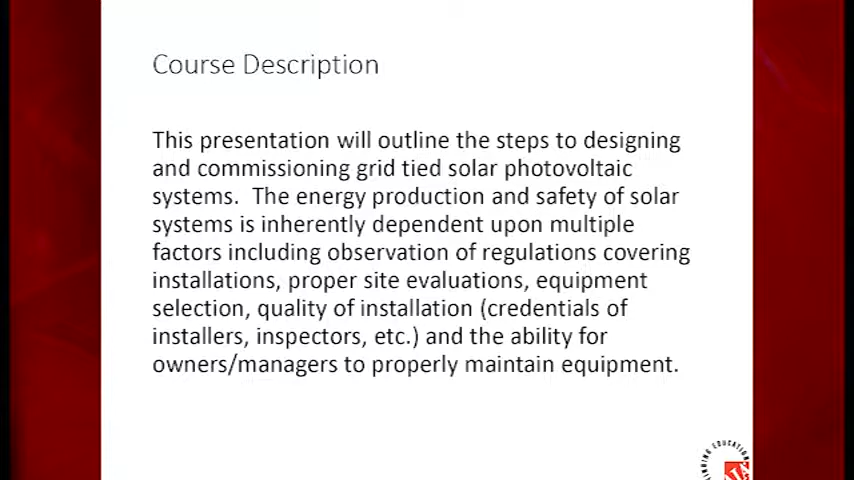 Course Description
This presentation will outline the steps to designing
and commissioning grid tied solar photovoltaic
systems.  The energy production and safety of solar
systems is inherently dependent upon multiple
factors including observation of regulations covering
installations, proper site evaluations, equipment
selection, quality of installation (credentials of
installers, inspectors, etc.) and the ability for
owners/managers to properly maintain equipment.
EDUCATION
AIA